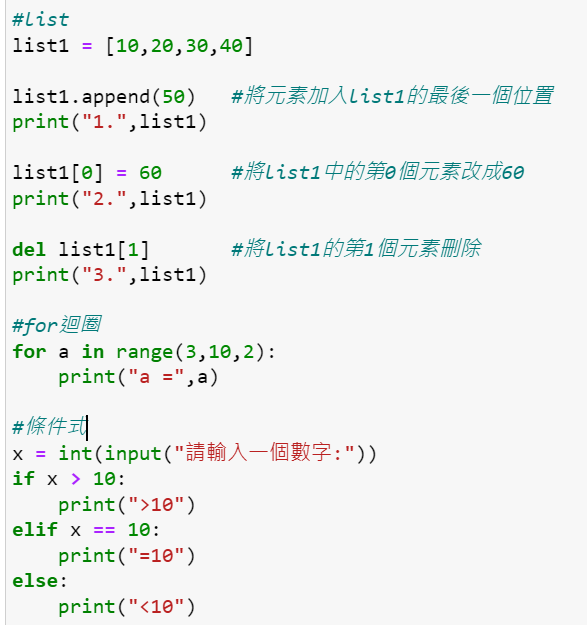 #list
list1 = [10,20,30,40]
list1.append(50)   #將元素加入list1的最後一個位置
print("1.",list1)
list1[0] = 60      #將list1中的第0個元素改成60
print("2.",list1)
del list1[1]       #將list1的第1個元素刪除
print("3.",list1)
#for迴圈
for a in range(3,10,2):
    print("a =",a)
#條件式
x = int(input("請輸入一個數字:"))
if x > 10:
    print(">10")
elif x == 10:
    print("=10")
else:
    print("<10")